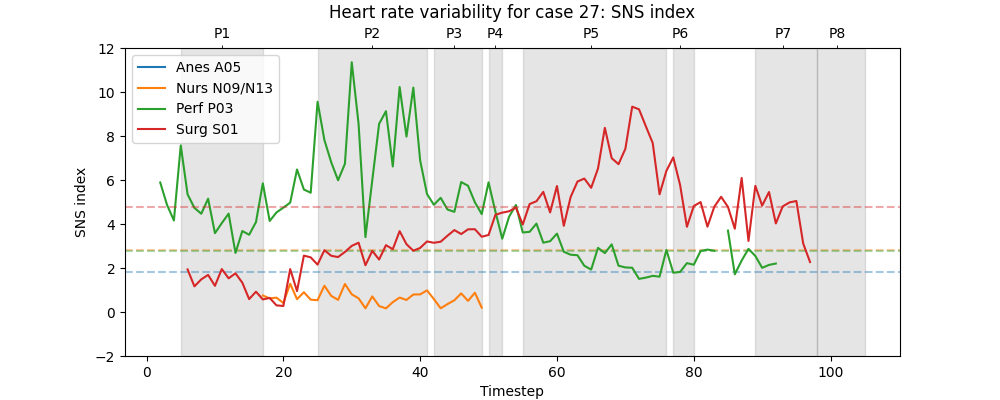 Heart rate variability for case 27: SNS index
P1 P2 P3 P4 P5 P6 P7 P8
12
10
8
6
4
2
0
−2
SNS index
Anes A05
Nurs N09/N13
Perf P03
Surg S01
0 20 40 60 80 100
Timestep